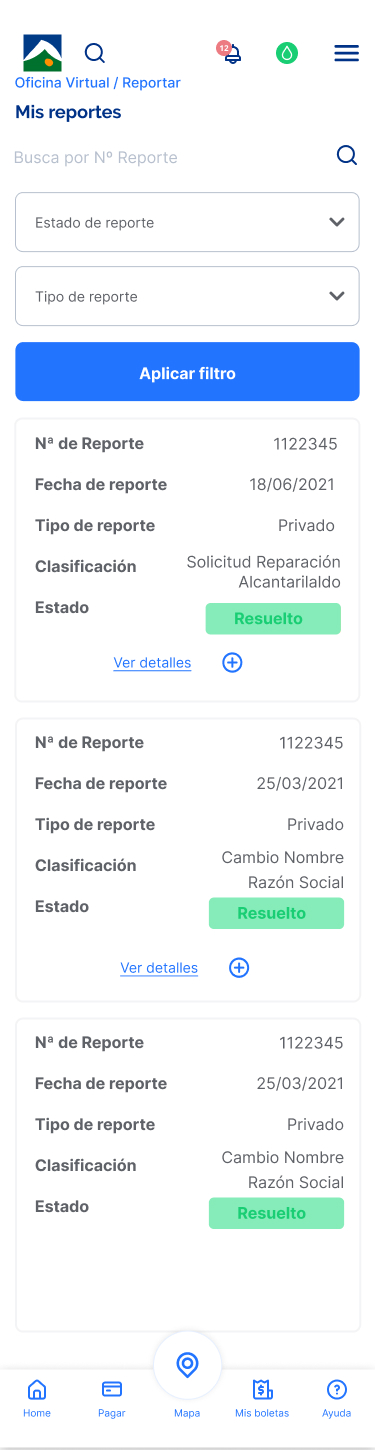 12
Oficina Virtual / Reportar
Mis reportes
Busca por Nº Reporte
Estado de reporte
Tipo de reporte
Aplicar filtro
Nª de Reporte 1122345
Fecha de reporte 18/06/2021
Tipo de reporte Privado
Clasificación Solicitud Reparación
Alcantarilaldo
Estado Resuelto
Ver detalles
Nª de Reporte 1122345
Fecha de reporte 25/03/2021
Tipo de reporte Privado
Clasificación Cambio Nombre
Razón Social
Estado Resuelto
Ver detalles
Nª de Reporte 1122345
Fecha de reporte 25/03/2021
Tipo de reporte Privado
Clasificación Cambio Nombre
Razón Social
Estado Resuelto
Home Pagar Mapa Mis boletas Ayuda